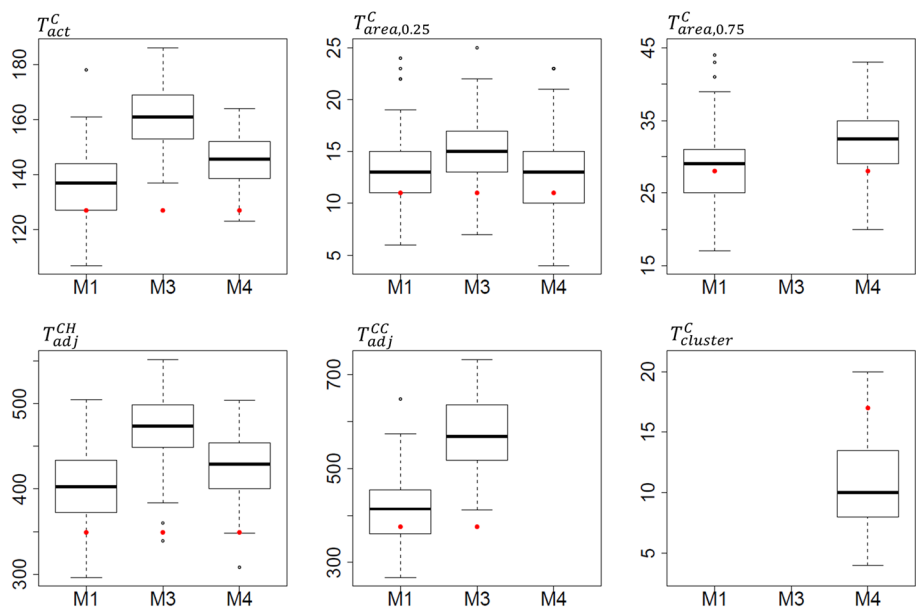 T^C_act
180
160
140
120
M1 M3 M4
T^C_area,0.25
25
20
15
10
5
M1 M3 M4
T^C_area,0.75
45
35
25
15
M1 M3 M4
T^CH_adj
500
400
300
M1 M3 M4
T^CC_adj
700
500
300
M1 M3 M4
T^C_cluster
20
15
10
5
M1 M3 M4